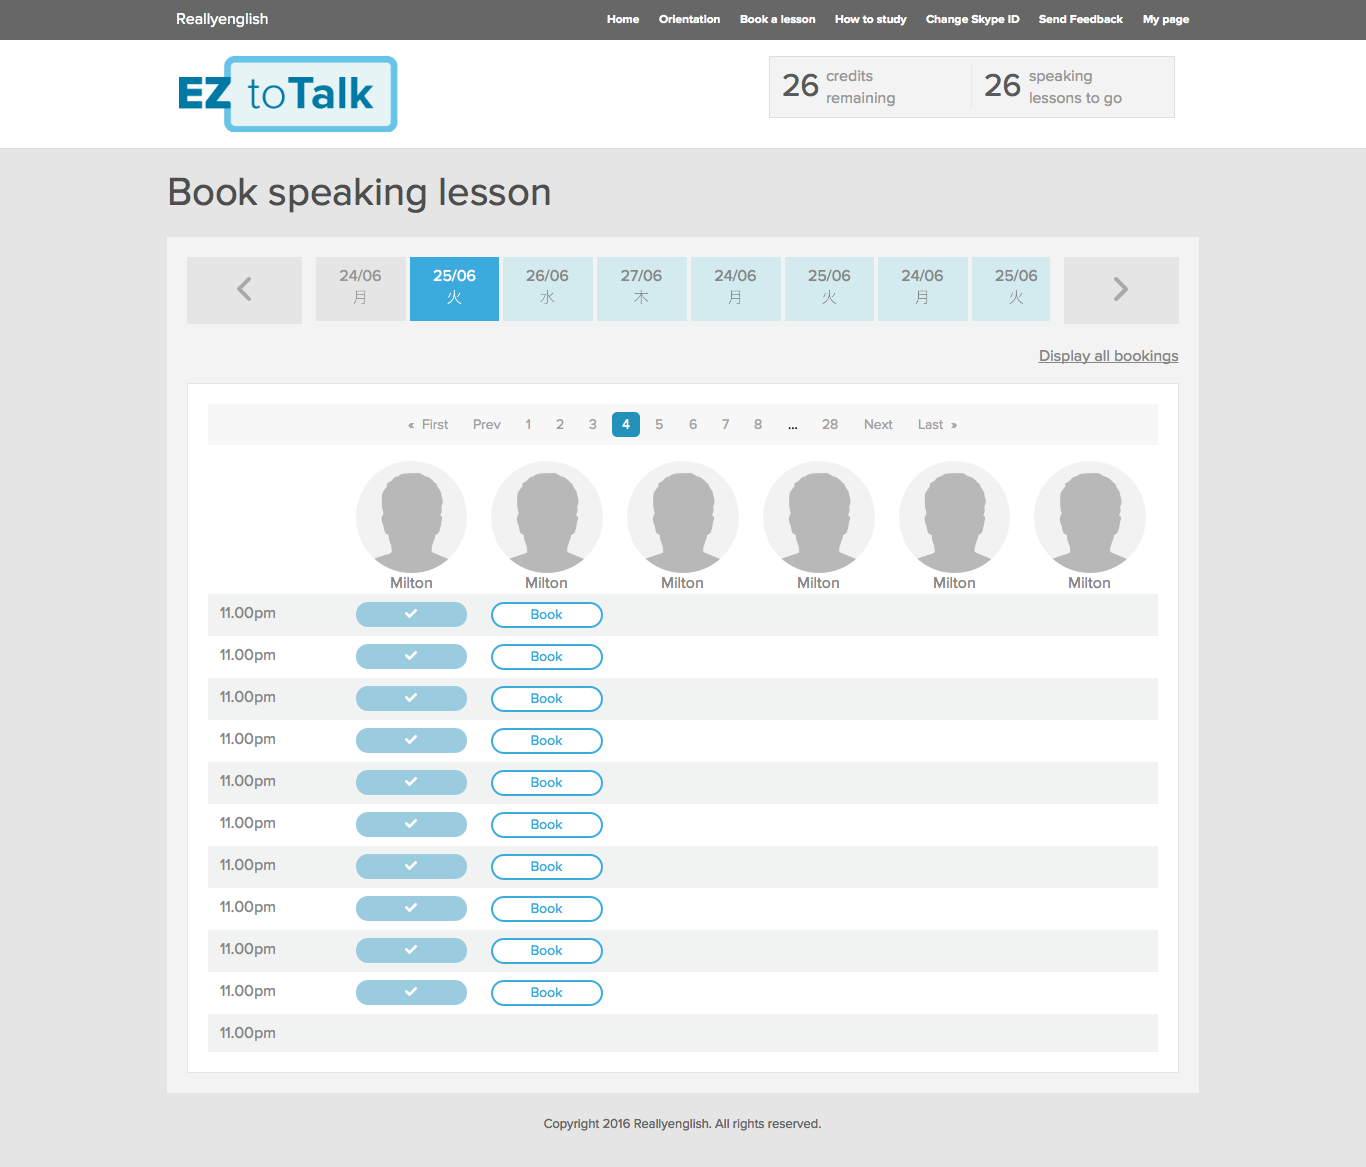 Reallyenglish Home Orientation Book a lesson How to study Change Skype ID Send Feedback My page
EZ toTalk
26 credits remaining 26 speaking lessons to go
Book speaking lesson
24/06 25/06 26/06 27/06 24/06 25/06 24/06 25/06
月 火 水 木 月 火 月 火
Display all bookings
« First Prev 1 2 3 4 5 6 7 8 ... 28 Next Last »
Milton Milton Milton Milton Milton Milton
11.00pm Book
11.00pm Book
11.00pm Book
11.00pm Book
11.00pm Book
11.00pm Book
11.00pm Book
11.00pm Book
11.00pm Book
11.00pm Book
11.00pm
Copyright 2016 Reallyenglish. All rights reserved.